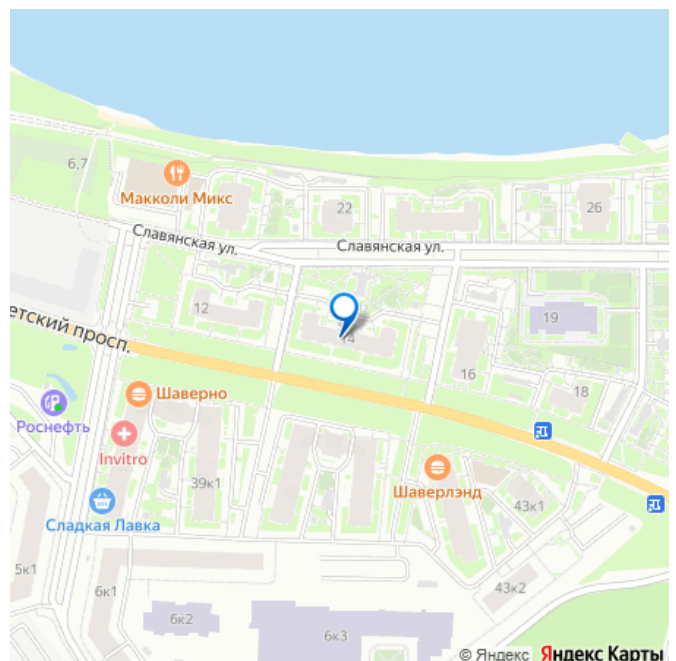 6,7
Макколи Микс
22
26
Славянская ул.
Славянская ул.
12
14
19
етский просп.
16
18
Шаверно
Роснефть
Invitro
39к1
Шаверлэнд
43к1
Сладкая Лавка
5к1
6к1
43к2
6к2
6к3
© Яндекс Яндекс Карты